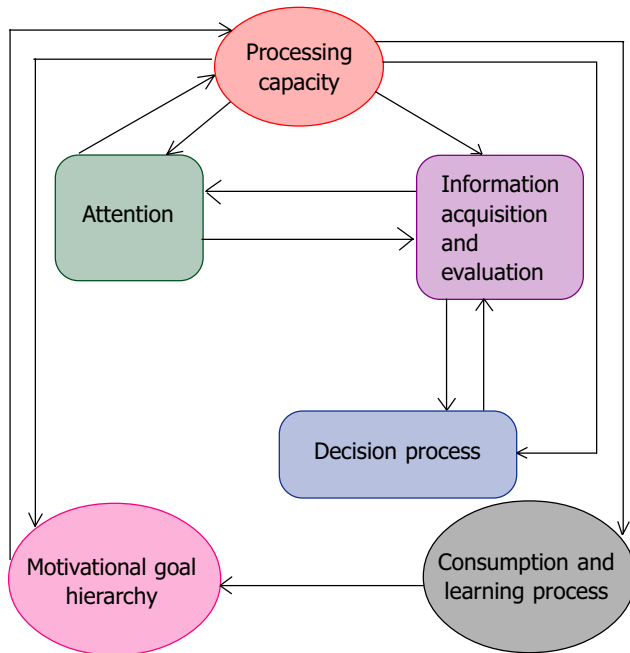 Processing
capacity
Attention
Information
acquisition
and
evaluation
Decision process
Motivational goal
hierarchy
Consumption and
learning process